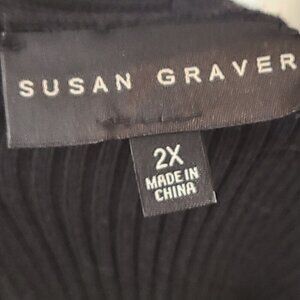 SUSAN GRAVER
2X
MADE IN
CHINA